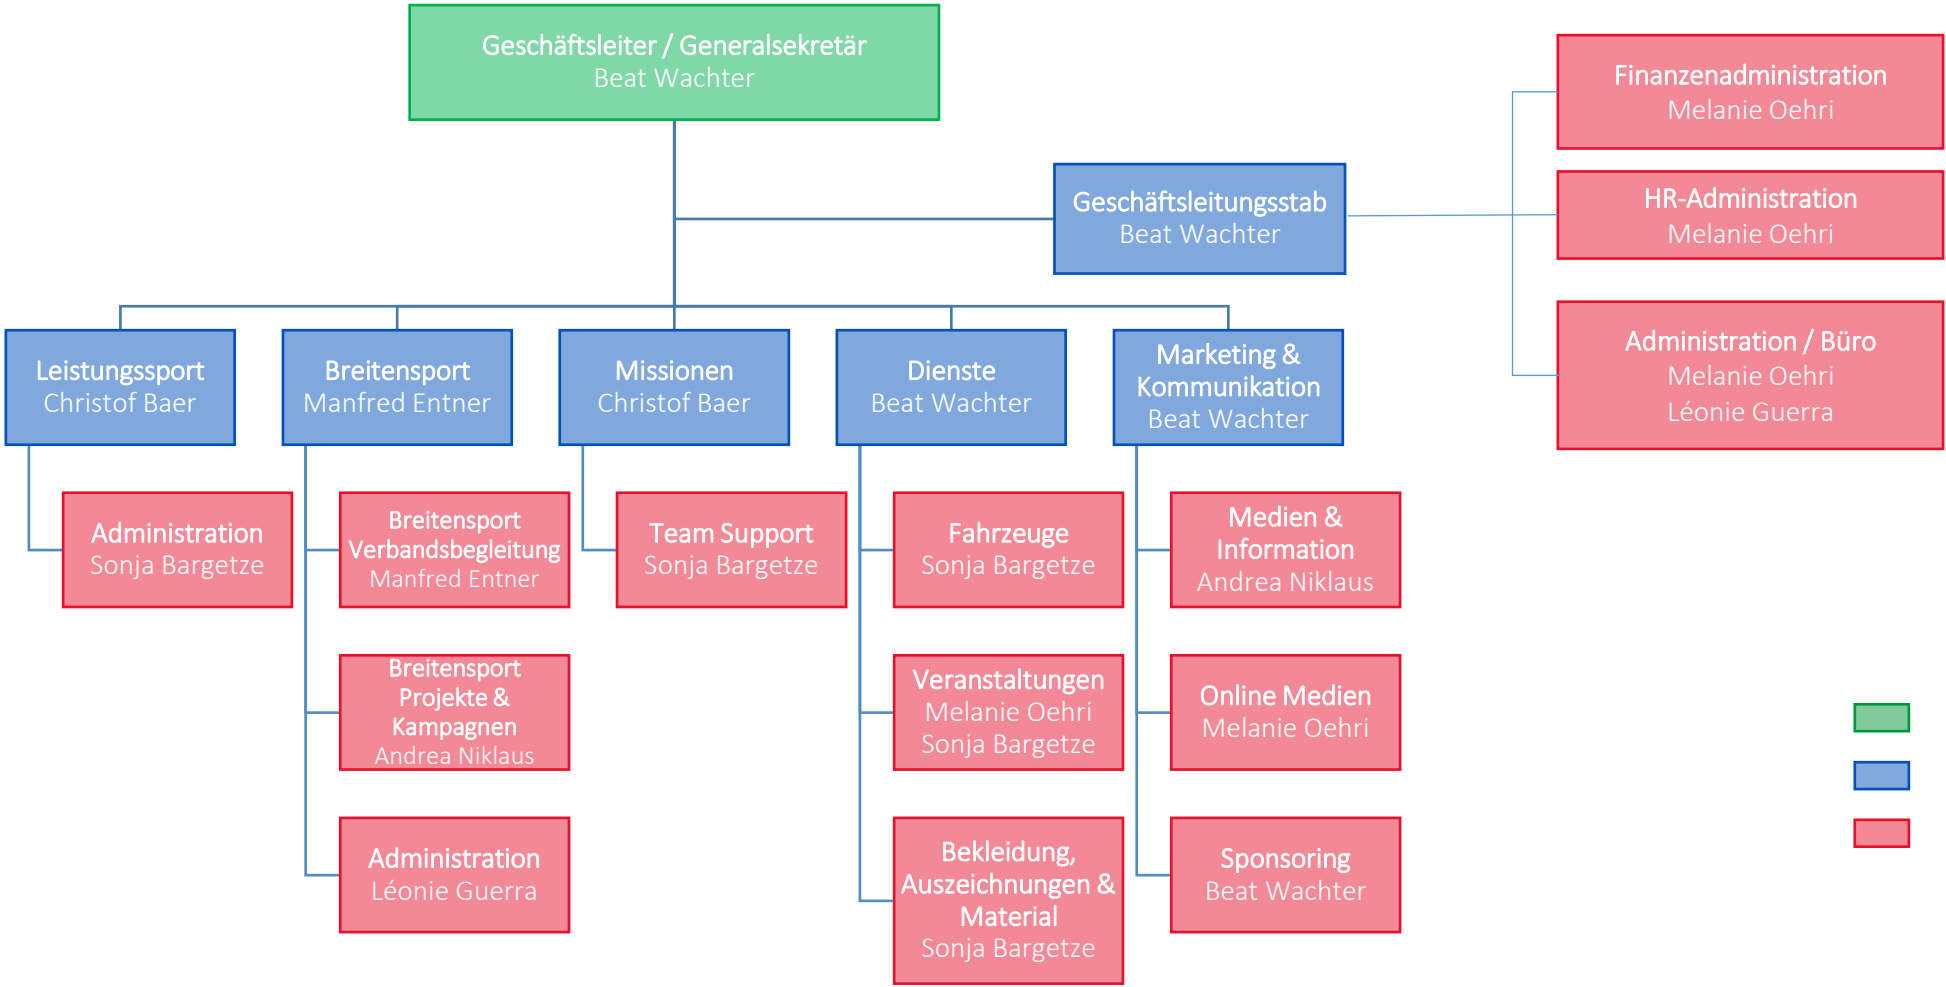 Geschäftsleiter / Generalsekretär
Beat Wachter
Finanzenadministration
Melanie Oehri
Geschäftsleitungsstab
Beat Wachter
HR-Administration
Melanie Oehri
Administration / Büro
Melanie Oehri
Léonie Guerra
Leistungssport
Christof Baer
Breitensport
Manfred Entner
Missionen
Christof Baer
Dienste
Beat Wachter
Marketing &
Kommunikation
Beat Wachter
Administration
Sonja Bargetze
Breitensport
Verbandsbegleitung
Manfred Entner
Team Support
Sonja Bargetze
Fahrzeuge
Sonja Bargetze
Medien &
Information
Andrea Niklaus
Breitensport
Projekte &
Kampagnen
Andrea Niklaus
Veranstaltungen
Melanie Oehri
Sonja Bargetze
Online Medien
Melanie Oehri
Administration
Léonie Guerra
Bekleidung,
Auszeichnungen &
Material
Sonja Bargetze
Sponsoring
Beat Wachter